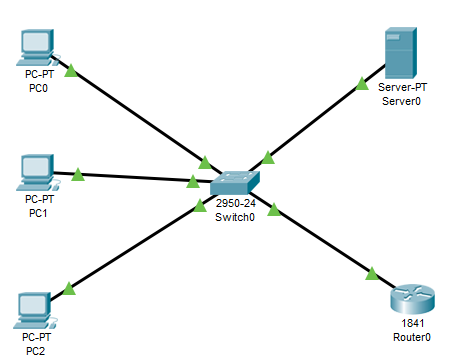 PC-PT
PC0
Server-PT
Server0
PC-PT
PC1
2950-24
Switch0
PC-PT
PC2
1841
Router0